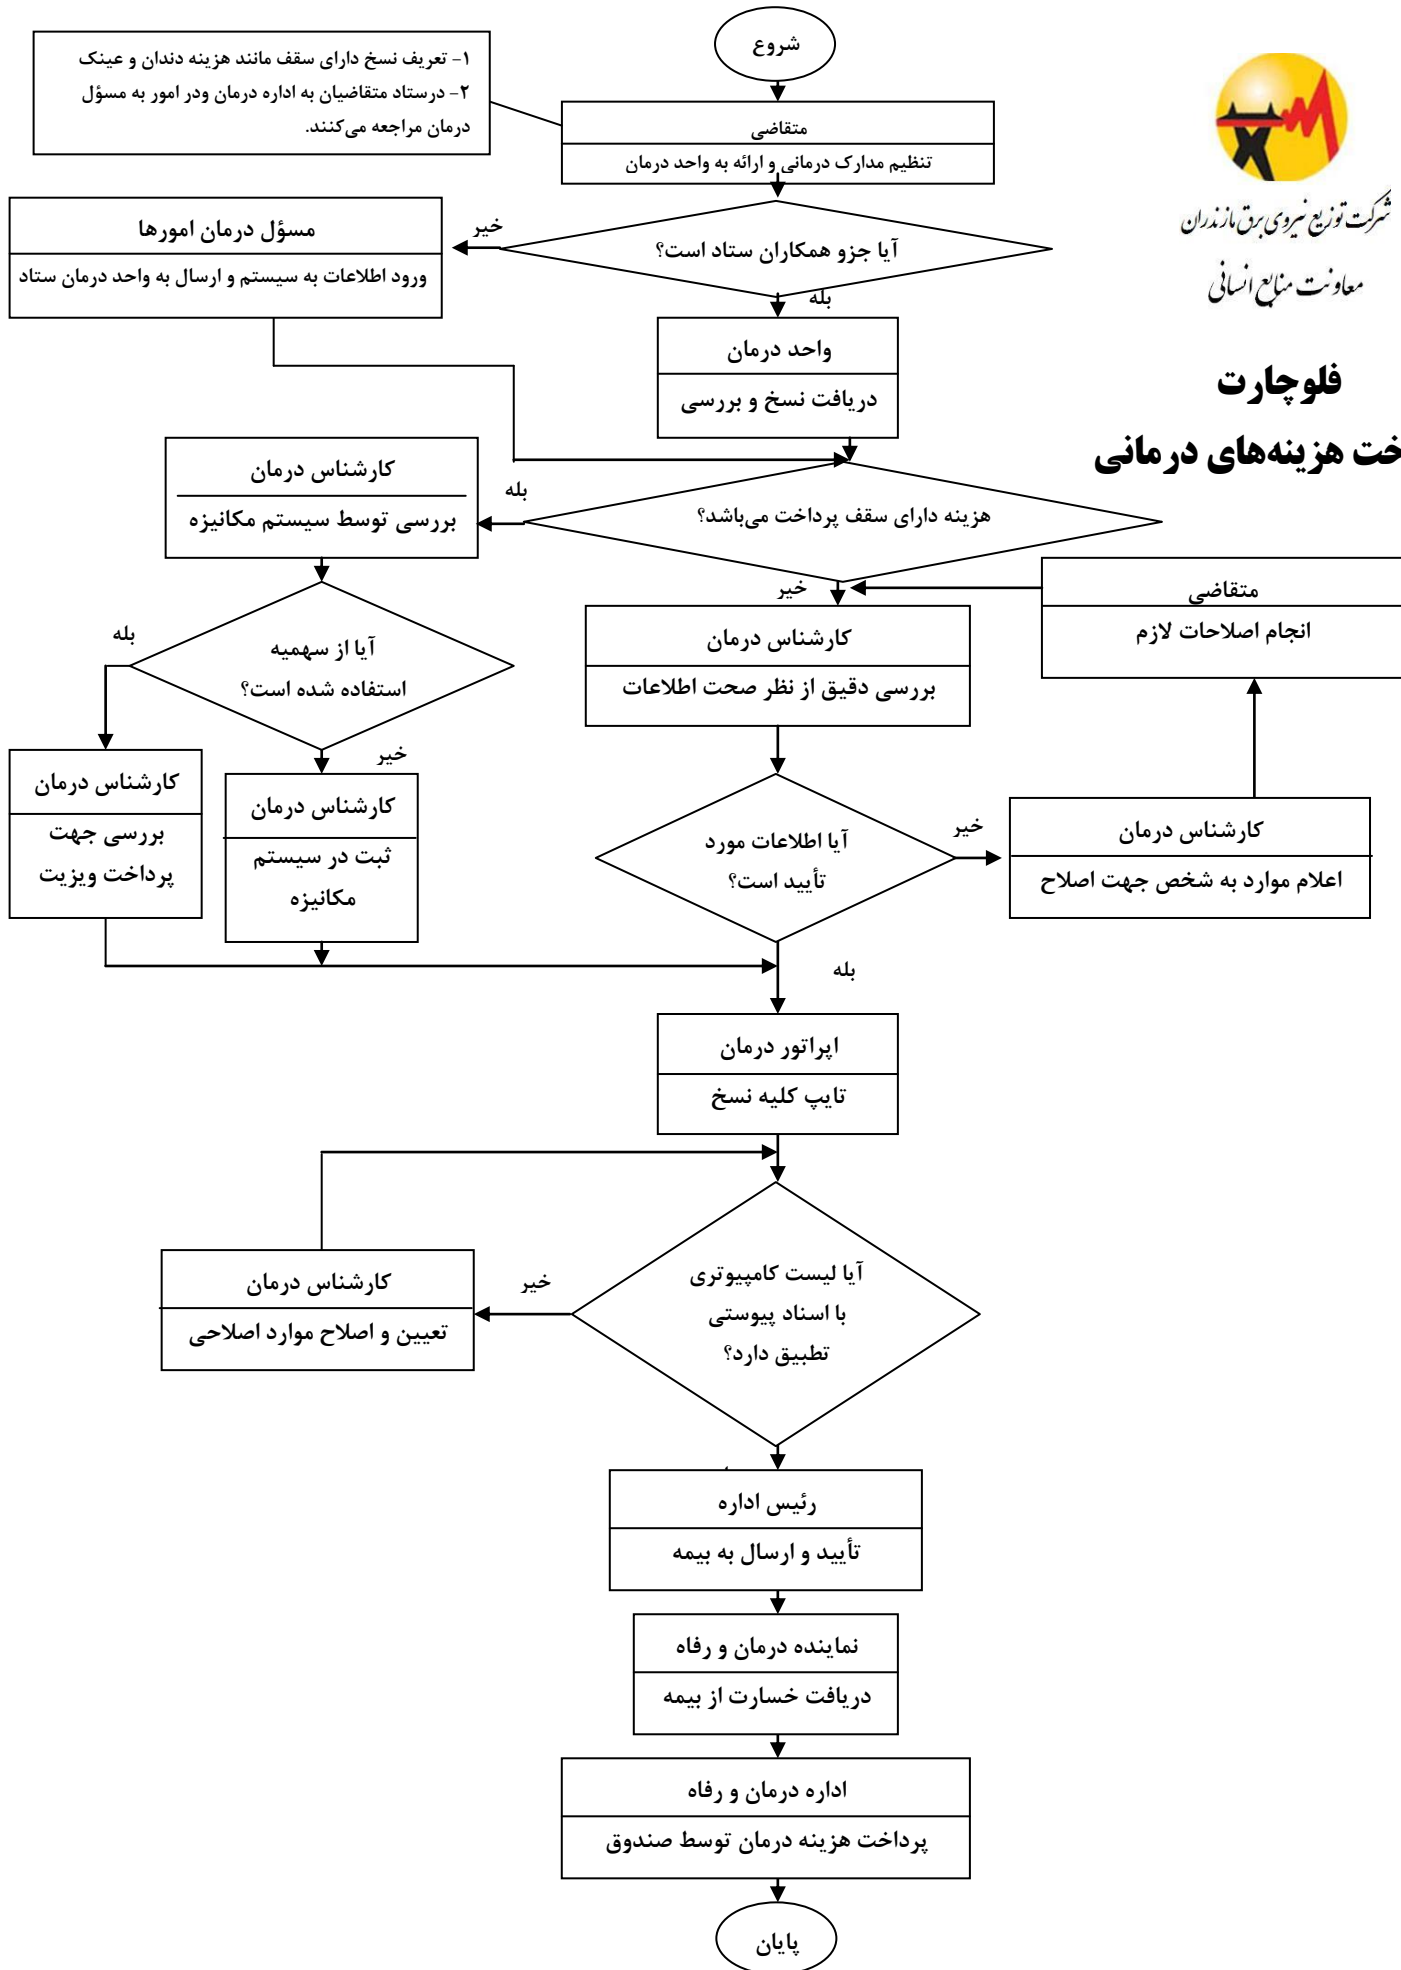 شروع
۱- تعریف نسخ دارای سقف مانند هزینه دندان و عینک
۲- درستاد متقاضیان به اداره درمان ودر امور به مسؤل
درمان مراجعه می‌کنند.
متقاضی
تنظیم مدارک درمانی و ارائه به واحد درمان
شرکت توزیع نیروی برق مازندران
معاونت منابع انسانی
فلوچارت
هزینه‌های درمانی
آیا جزو همکاران ستاد است؟
خیر
مسؤل درمان امورها
ورود اطلاعات به سیستم و ارسال به واحد درمان ستاد
بله
واحد درمان
دریافت نسخ و بررسی
هزینه دارای سقف پرداخت می‌باشد؟
بله
کارشناس درمان
بررسی توسط سیستم مکانیزه
خیر
متقاضی
انجام اصلاحات لازم
کارشناس درمان
بررسی دقیق از نظر صحت اطلاعات
آیا از سهمیه
استفاده شده است؟
بله
خیر
کارشناس درمان
بررسی جهت
پرداخت ویزیت
کارشناس درمان
ثبت در سیستم
مکانیزه
آیا اطلاعات مورد
تأیید است؟
خیر
کارشناس درمان
اعلام موارد به شخص جهت اصلاح
بله
اپراتور درمان
تایپ کلیه نسخ
آیا لیست کامپیوتری
با اسناد پیوستی
تطبیق دارد؟
خیر
کارشناس درمان
تعیین و اصلاح موارد اصلاحی
رئیس اداره
تأیید و ارسال به بیمه
نماینده درمان و رفاه
دریافت خسارت از بیمه
اداره درمان و رفاه
پرداخت هزینه درمان توسط صندوق
پایان